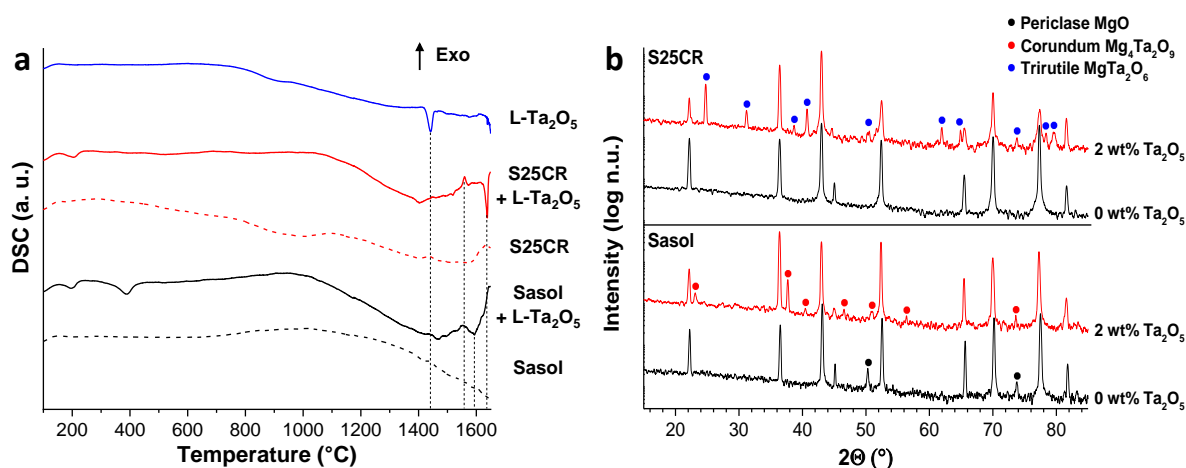 a
Exo
L-Ta₂O₅
S25CR
+ L-Ta₂O₅
S25CR
Sasol
+ L-Ta₂O₅
Sasol
DSC (a. u.)
200 400 600 800 1000 1200 1400 1600
Temperature (°C)
b
Periclase MgO
Corundum Mg₄Ta₂O₉
Trirutile MgTa₂O₆
S25CR
2 wt% Ta₂O₅
0 wt% Ta₂O₅
Sasol
2 wt% Ta₂O₅
0 wt% Ta₂O₅
Intensity (log n.u.)
20 30 40 50 60 70 80
2Θ (°)